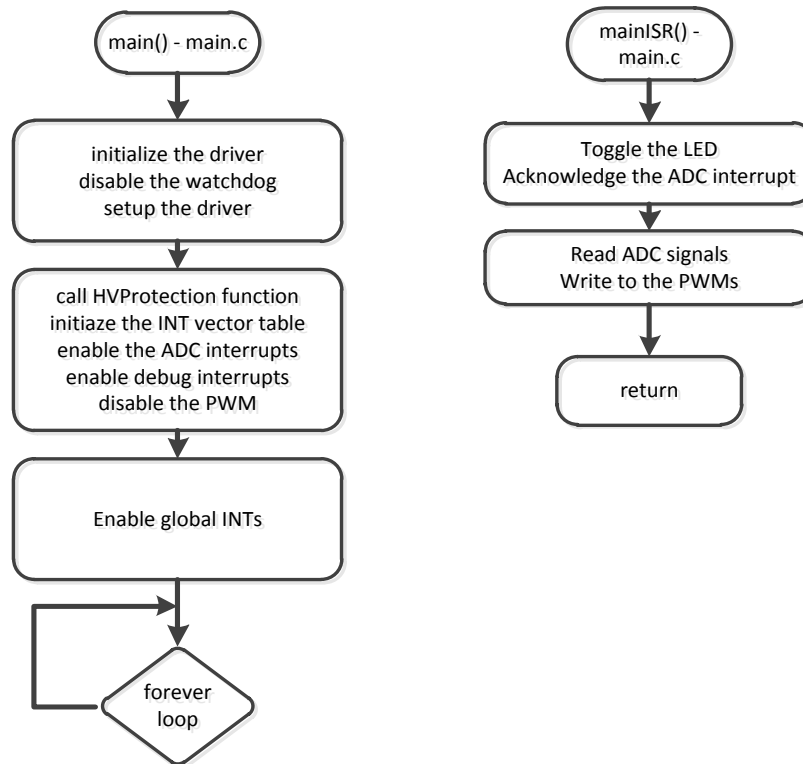 main() - main.c
initialize the driver
disable the watchdog
setup the driver
call HVProtection function
initiaze the INT vector table
enable the ADC interrupts
enable debug interrupts
disable the PWM
Enable global INTs
forever
loop
mainISR() -
main.c
Toggle the LED
Acknowledge the ADC interrupt
Read ADC signals
Write to the PWMs
return